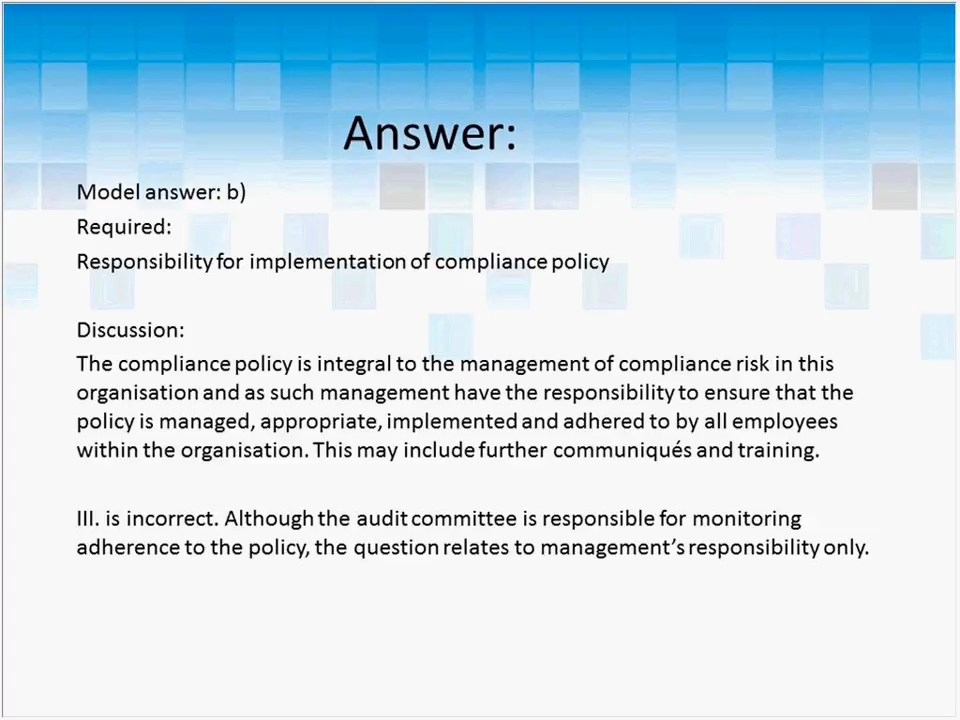 Answer:
Model answer: b)
Required:
Responsibility for implementation of compliance policy
Discussion:
The compliance policy is integral to the management of compliance risk in this
organisation and as such management have the responsibility to ensure that the
policy is managed, appropriate, implemented and adhered to by all employees
within the organisation. This may include further communiqués and training.
III. is incorrect. Although the audit committee is responsible for monitoring
adherence to the policy, the question relates to management’s responsibility only.